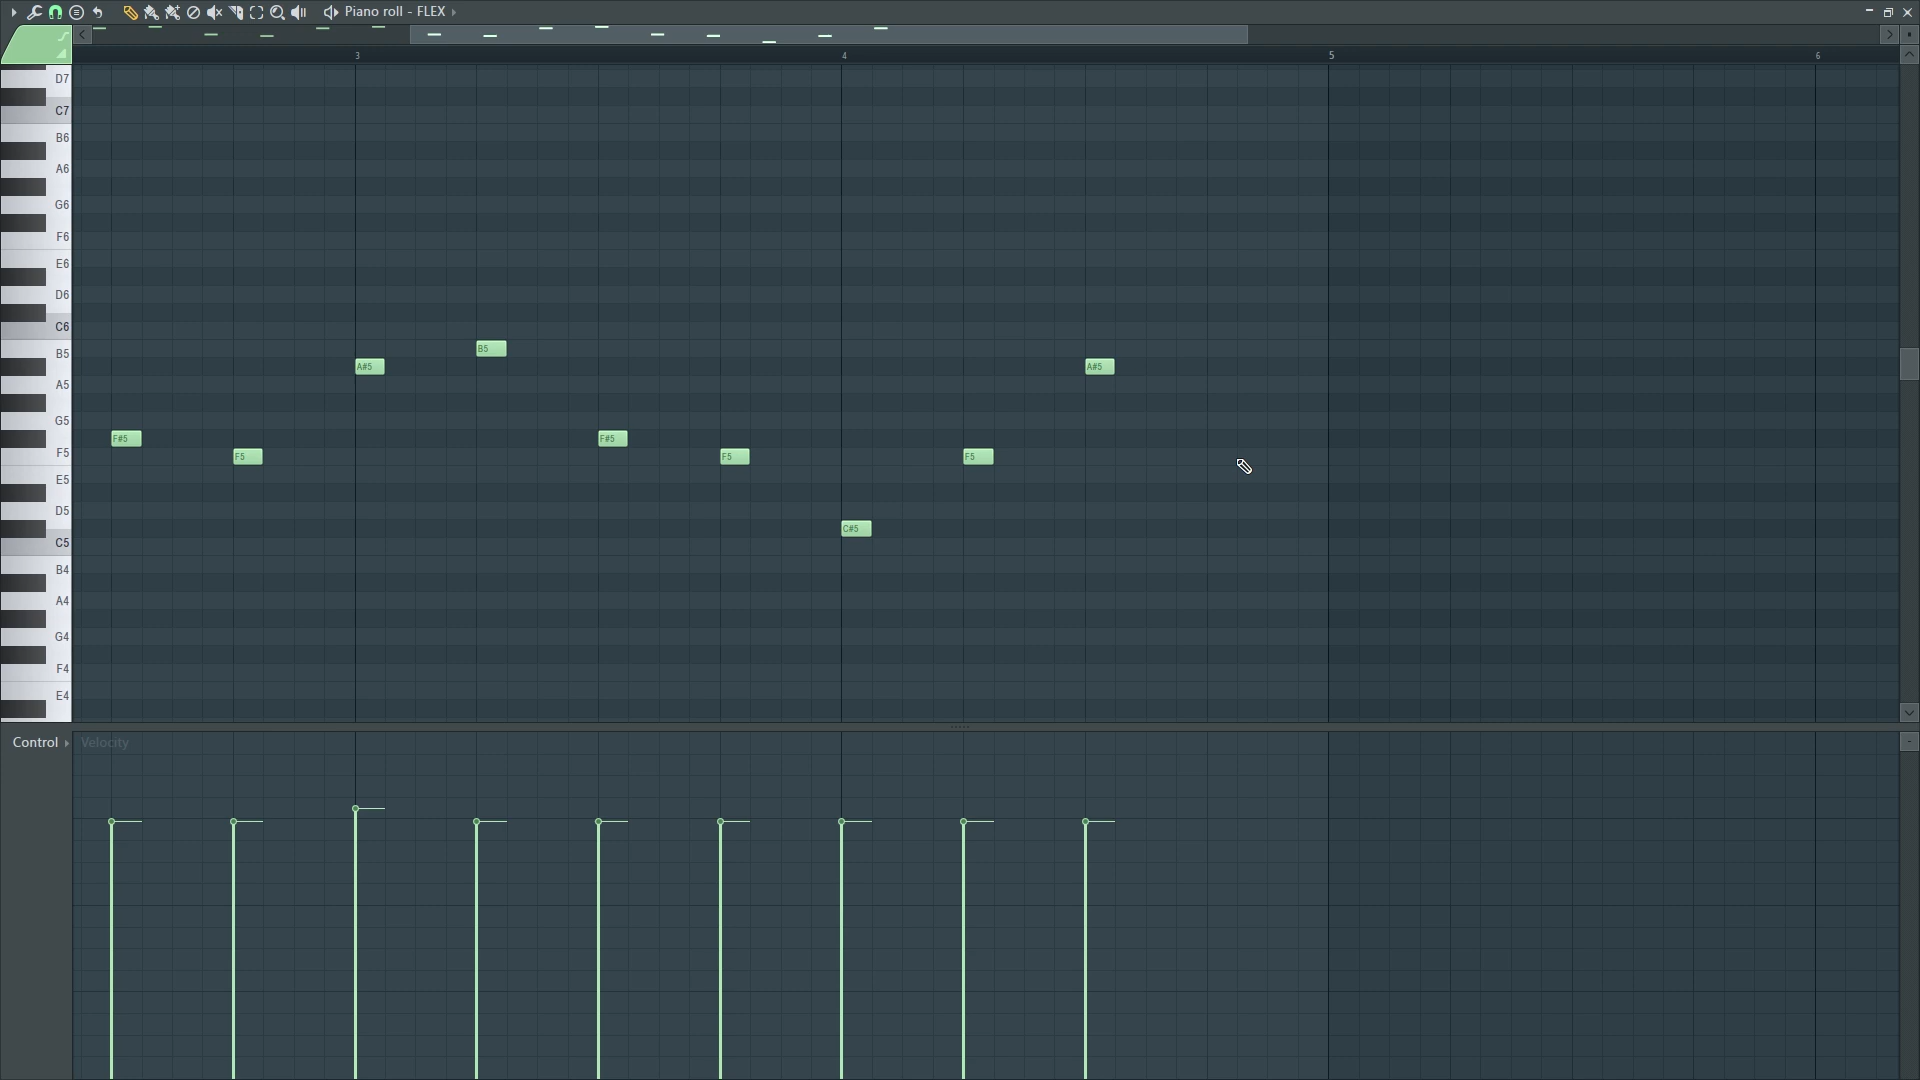 Piano roll - FLEX
3 4 5 6
D7
C7
B6
A6
G6
F6
E6
D6
C6
B5
B5
A#5 A#5
A5
G5
F#5 F#5
F5
F5 F5 F5
E5
D5
C#5
C5
B4
A4
G4
F4
E4
Control Velocity